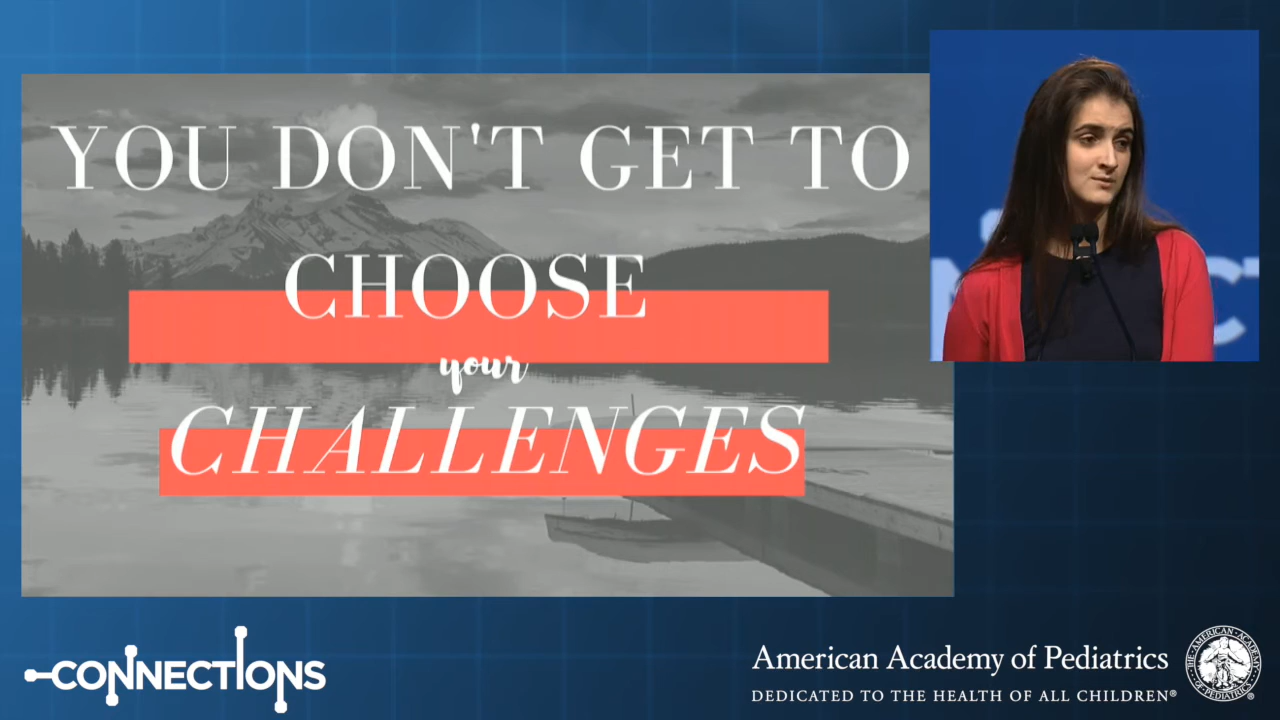 YOU DON'T GET TO
CHOOSE
your
CHALLENGES
CONNECTIONS
American Academy of Pediatrics
DEDICATED TO THE HEALTH OF ALL CHILDREN®